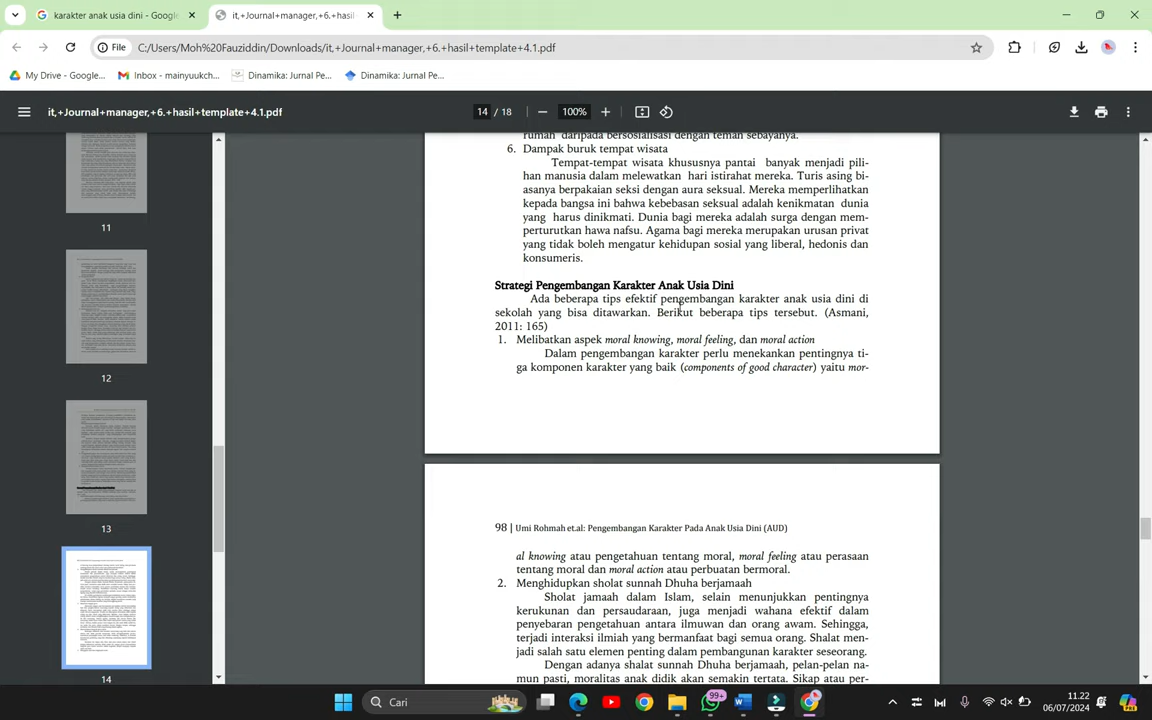 karakter anak usia dini - Google
it,+Journal+manager,+6.+hasil
File
C:/Users/Moh%20Fauziddin/Downloads/it,+Journal+manager,+6.+hasil+template+4.1.pdf
My Drive - Google...
Inbox - mainyuukch...
Dinamika: Jurnal Pe...
Dinamika: Jurnal Pe...
it,+Journal+manager,+6.+hasil+template+4.1.pdf
14 / 18
100%
11
12
13
14
rumah daripada bersosialisasi dengan teman sebayanya.
6. Dampak buruk tempat wisata
Tempat-tempat wisata khususnya pantai banyak menjadi pili-
han manusia dalam melewatkan hari istirahat mereka. Turis asing bi-
asanya berpakaian seksi dengan aura seksual. Mereka memperlihatkan
kepada bangsa ini bahwa kebebasan seksual adalah kenikmatan dunia
yang harus dinikmati. Dunia bagi mereka adalah surga dengan mem-
perturutkan hawa nafsu. Agama bagi mereka merupakan urusan privat
yang tidak boleh mengatur kehidupan sosial yang liberal, hedonis dan
konsumeris.
Strategi Pengembangan Karakter Anak Usia Dini
Ada beberapa tips efektif pengembangan karakter anak usia dini di
sekolah yang bisa ditawarkan. Berikut beberapa tips tersebut. (Asmani,
2011: 165)
1. Melibatkan aspek moral knowing, moral feeling, dan moral action
Dalam pengembangan karakter perlu menekankan pentingnya ti-
ga komponen karakter yang baik (components of good character) yaitu mor-
98 | Umi Rohmah et.al: Pengembangan Karakter Pada Anak Usia Dini (AUD)
al knowing atau pengetahuan tentang moral, moral feeling atau perasaan
tentang moral dan moral action atau perbuatan bermoral.
2. Menghidupkan sholat sunnah Dhuha berjamaah
Sholat jamaah dalam Islam, selain menunjukkan pentingnya
kerukunan dan persaudaraan, juga menjadi wahana efektif dalam
penyebaran pengetahuan antara ilmuwan dan orang awam. Sehingga,
terjadi interaksi ilmiah yang bermanfaat bagi semua orang. Shalat men-
jadi salah satu elemen penting dalam pembangunan karakter seseorang.
Dengan adanya shalat sunnah Dhuha berjamaah, pelan-pelan na-
mun pasti, moralitas anak didik akan semakin tertata. Sikap atau per-
Cari
99+
11.22
06/07/2024